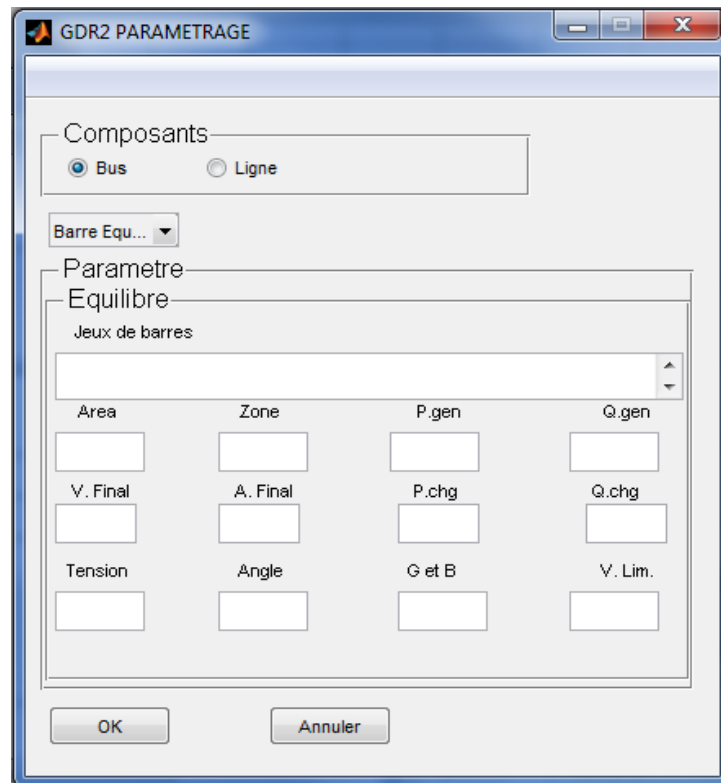 GDR2 PARAMETRAGE
Composants
Bus Ligne
Barre Equ...
Parametre
Equilibre
Jeux de barres
Area Zone P.gen Q.gen
V. Final A. Final P.chg Q.chg
Tension Angle G et B V. Lim.
OK Annuler